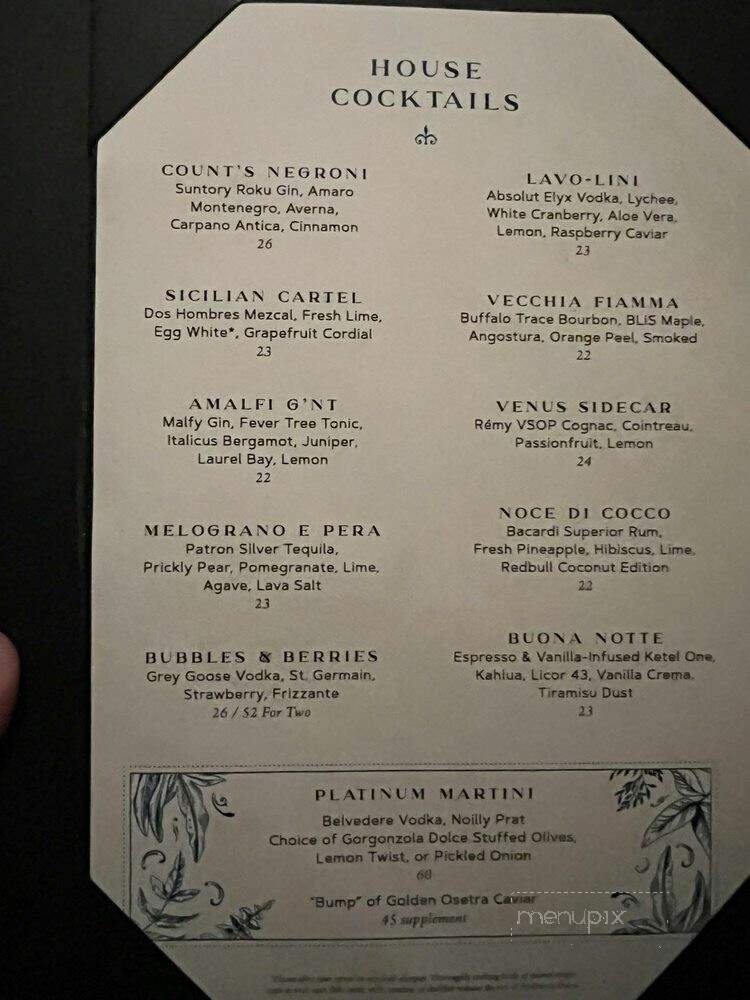 HOUSE
COCKTAILS
COUNT'S NEGRONI
Suntory Roku Gin, Amaro
Montenegro, Averna,
Carpano Antica, Cinnamon
26
SICILIAN CARTEL
Dos Hombres Mezcal, Fresh Lime,
Egg White*, Grapefruit Cordial
23
AMALFI G'NT
Malfy Gin, Fever Tree Tonic,
Italicus Bergamot, Juniper,
Laurel Bay, Lemon
22
MELOGRANO E PERA
Patron Silver Tequila,
Prickly Pear, Pomegranate, Lime,
Agave, Lava Salt
23
BUBBLES & BERRIES
Grey Goose Vodka, St. Germain,
Strawberry, Frizzante
26 / 52 For Two
LAVO-LINI
Absolut Elyx Vodka, Lychee,
White Cranberry, Aloe Vera,
Lemon, Raspberry Caviar
23
VECCHIA FIAMMA
Buffalo Trace Bourbon, BLiS Maple,
Angostura, Orange Peel, Smoked
22
VENUS SIDECAR
Rémy VSOP Cognac, Cointreau,
Passionfruit, Lemon
24
NOCE DI COCCO
Bacardi Superior Rum,
Fresh Pineapple, Hibiscus, Lime,
Redbull Coconut Edition
22
BUONA NOTTE
Espresso & Vanilla-Infused Ketel One,
Kahlua, Licor 43, Vanilla Crema,
Tiramisu Dust
23
PLATINUM MARTINI
Belvedere Vodka, Noilly Prat
Choice of Gorgonzola Dolce Stuffed Olives,
Lemon Twist, or Pickled Onion
60
"Bump" of Golden Osetra Caviar
45 supplement
menupix